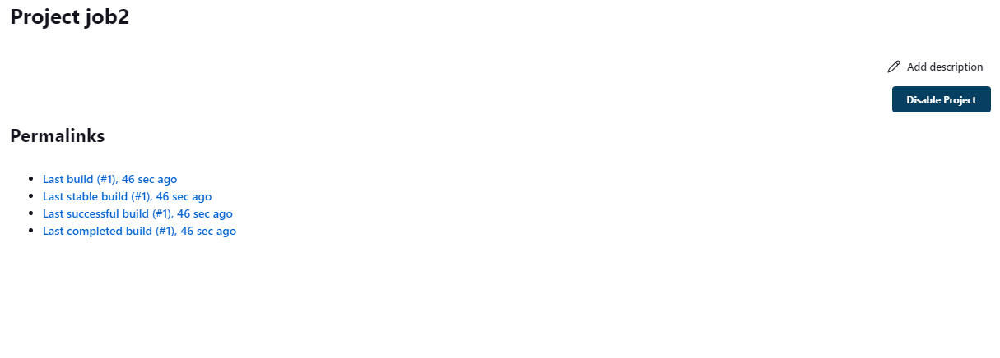 Project job2
Add description
Disable Project
Permalinks
Last build (#1), 46 sec ago
Last stable build (#1), 46 sec ago
Last successful build (#1), 46 sec ago
Last completed build (#1), 46 sec ago